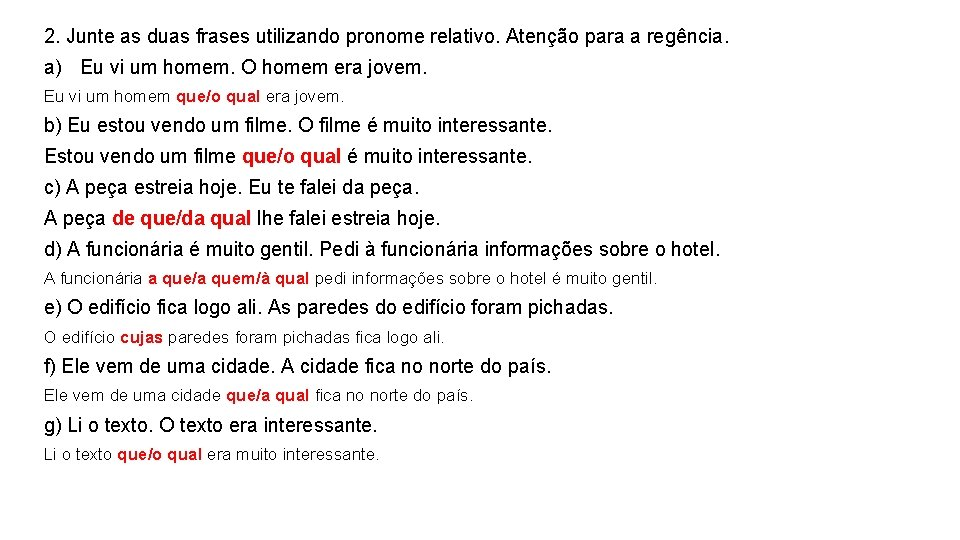 2. Junte as duas frases utilizando pronome relativo. Atenção para a regência.
a) Eu vi um homem. O homem era jovem.
Eu vi um homem que/o qual era jovem.
b) Eu estou vendo um filme. O filme é muito interessante.
Estou vendo um filme que/o qual é muito interessante.
c) A peça estreia hoje. Eu te falei da peça.
A peça de que/da qual lhe falei estreia hoje.
d) A funcionária é muito gentil. Pedi à funcionária informações sobre o hotel.
A funcionária a que/a quem/à qual pedi informações sobre o hotel é muito gentil.
e) O edifício fica logo ali. As paredes do edifício foram pichadas.
O edifício cujas paredes foram pichadas fica logo ali.
f) Ele vem de uma cidade. A cidade fica no norte do país.
Ele vem de uma cidade que/a qual fica no norte do país.
g) Li o texto. O texto era interessante.
Li o texto que/o qual era muito interessante.